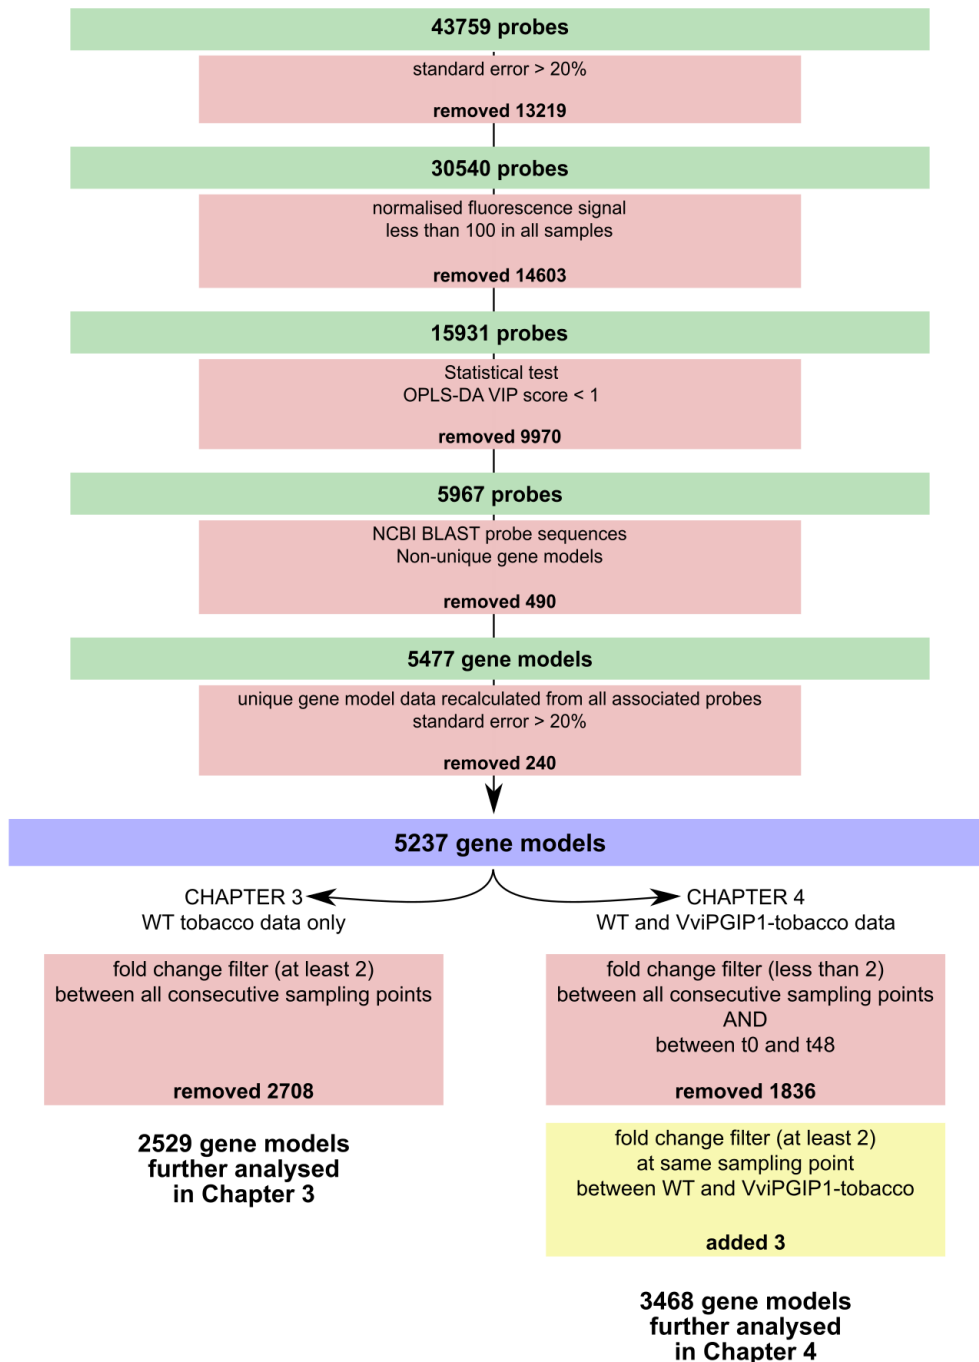 43759 probes
standard error > 20%
removed 13219
30540 probes
normalised fluorescence signal
less than 100 in all samples
removed 14603
15931 probes
Statistical test
OPLS-DA VIP score < 1
removed 9970
5967 probes
NCBI BLAST probe sequences
Non-unique gene models
removed 490
5477 gene models
unique gene model data recalculated from all associated probes
standard error > 20%
removed 240
5237 gene models
CHAPTER 3
WT tobacco data only
fold change filter (at least 2)
between all consecutive sampling points
removed 2708
2529 gene models
further analysed
in Chapter 3
CHAPTER 4
WT and VviPGIP1-tobacco data
fold change filter (less than 2)
between all consecutive sampling points
AND
between t0 and t48
removed 1836
fold change filter (at least 2)
at same sampling point
between WT and VviPGIP1-tobacco
added 3
3468 gene models
further analysed
in Chapter 4